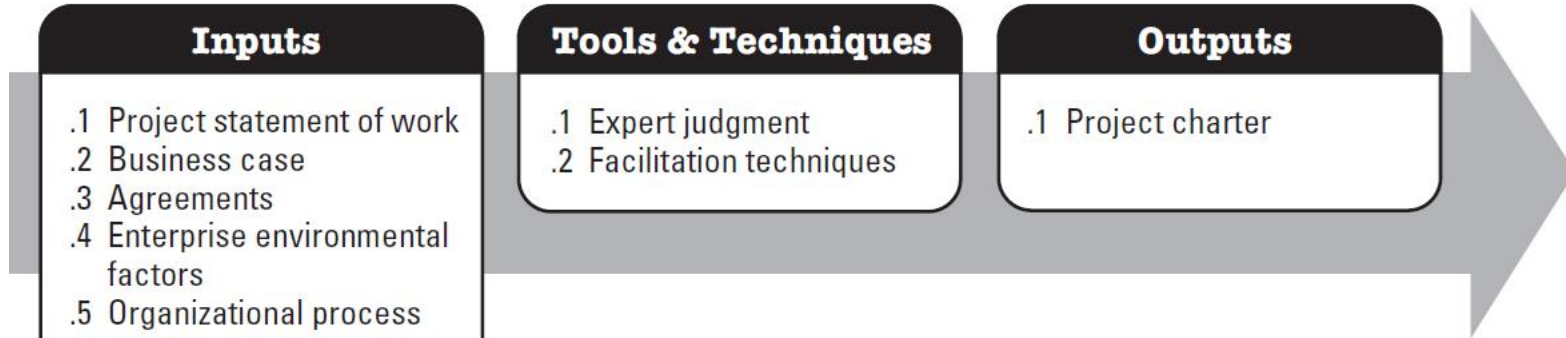 Inputs
.1 Project statement of work
.2 Business case
.3 Agreements
.4 Enterprise environmental
factors
.5 Organizational process
Tools & Techniques
.1 Expert judgment
.2 Facilitation techniques
Outputs
.1 Project charter